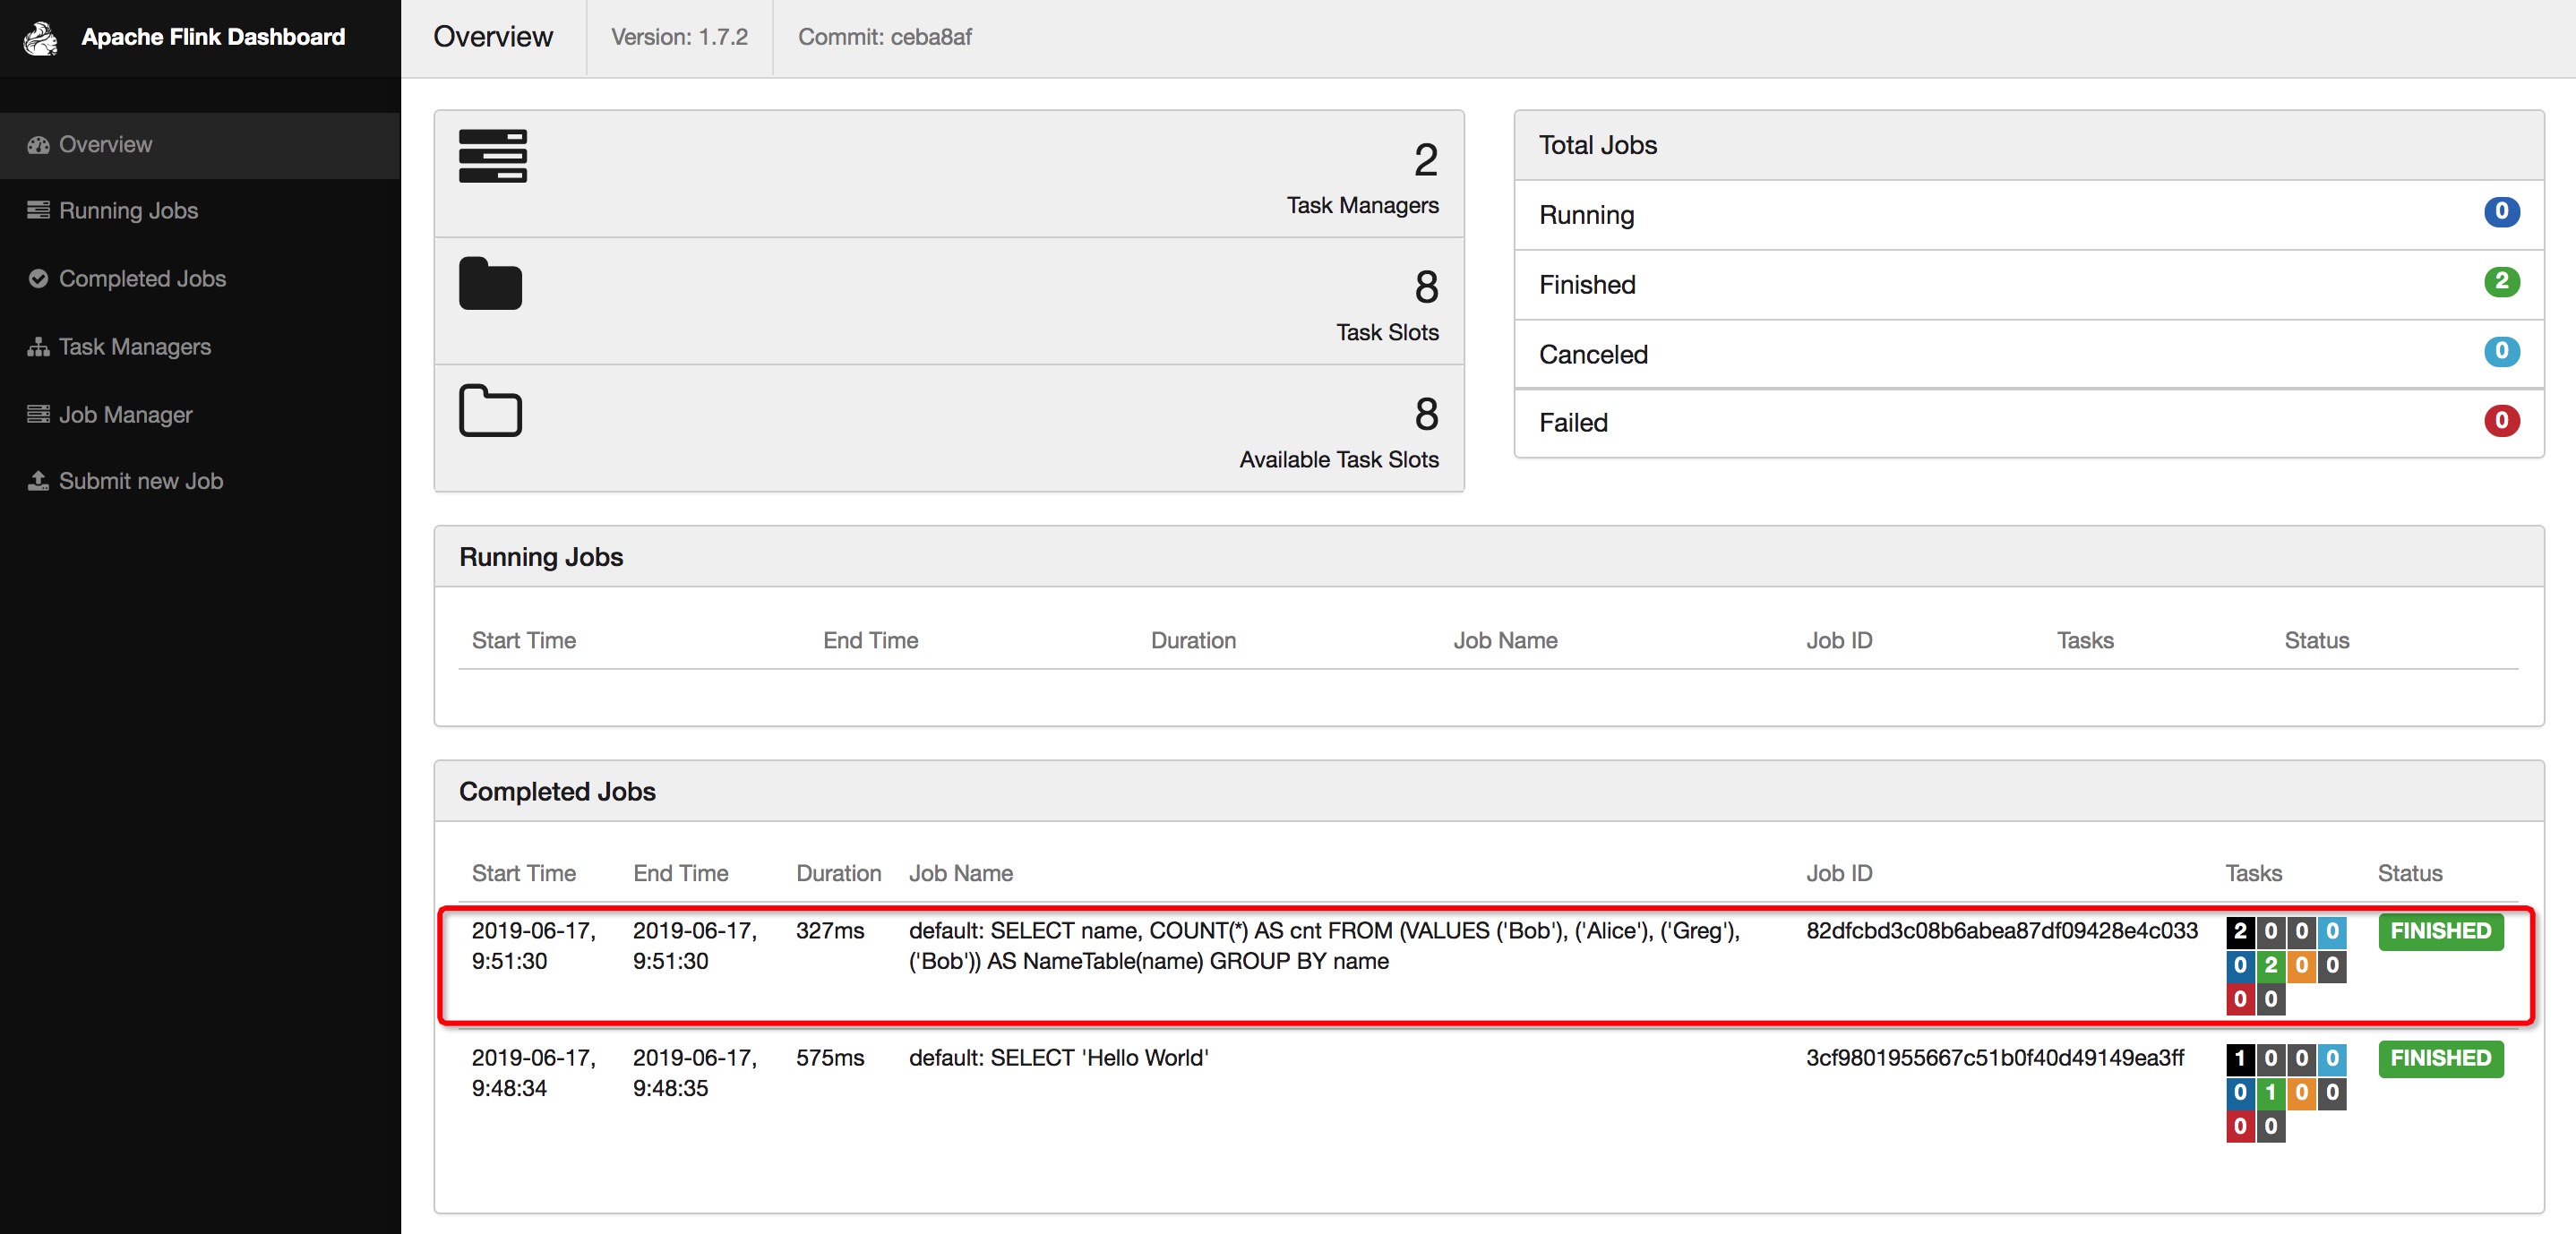 Apache Flink Dashboard
Overview
Version: 1.7.2
Commit: ceba8af
Overview
Running Jobs
Completed Jobs
Task Managers
Job Manager
Submit new Job
2
Task Managers
8
Task Slots
8
Available Task Slots
Total Jobs
Running 0
Finished 2
Canceled 0
Failed 0
Running Jobs
Start Time End Time Duration Job Name Job ID Tasks Status
Completed Jobs
Start Time End Time Duration Job Name Job ID Tasks Status
2019-06-17, 2019-06-17, 327ms default: SELECT name, COUNT(*) AS cnt FROM (VALUES ('Bob'), ('Alice'), ('Greg'), 82dfcbd3c08b6abea87df09428e4c033 2 0 0 0 FINISHED
9:51:30 9:51:30 ('Bob')) AS NameTable(name) GROUP BY name 0 2 0 0
0 0
2019-06-17, 2019-06-17, 575ms default: SELECT 'Hello World' 3cf9801955667c51b0f40d49149ea3ff 1 0 0 0 FINISHED
9:48:34 9:48:35 0 1 0 0
0 0